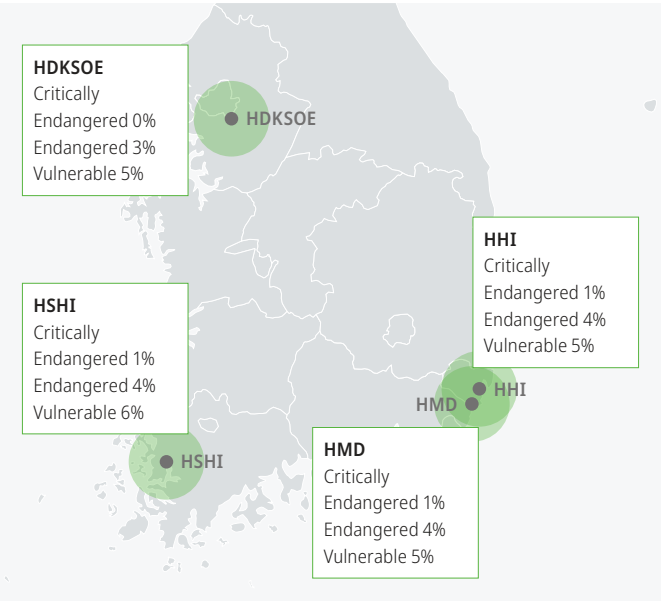 HDKSOE
Critically
Endangered 0%
Endangered 3%
Vulnerable 5%
HDKSOE
HHI
Critically
Endangered 1%
Endangered 4%
Vulnerable 5%
HSHI
Critically
Endangered 1%
Endangered 4%
Vulnerable 6%
HHI
HMD
HMD
Critically
Endangered 1%
Endangered 4%
Vulnerable 5%
HSHI